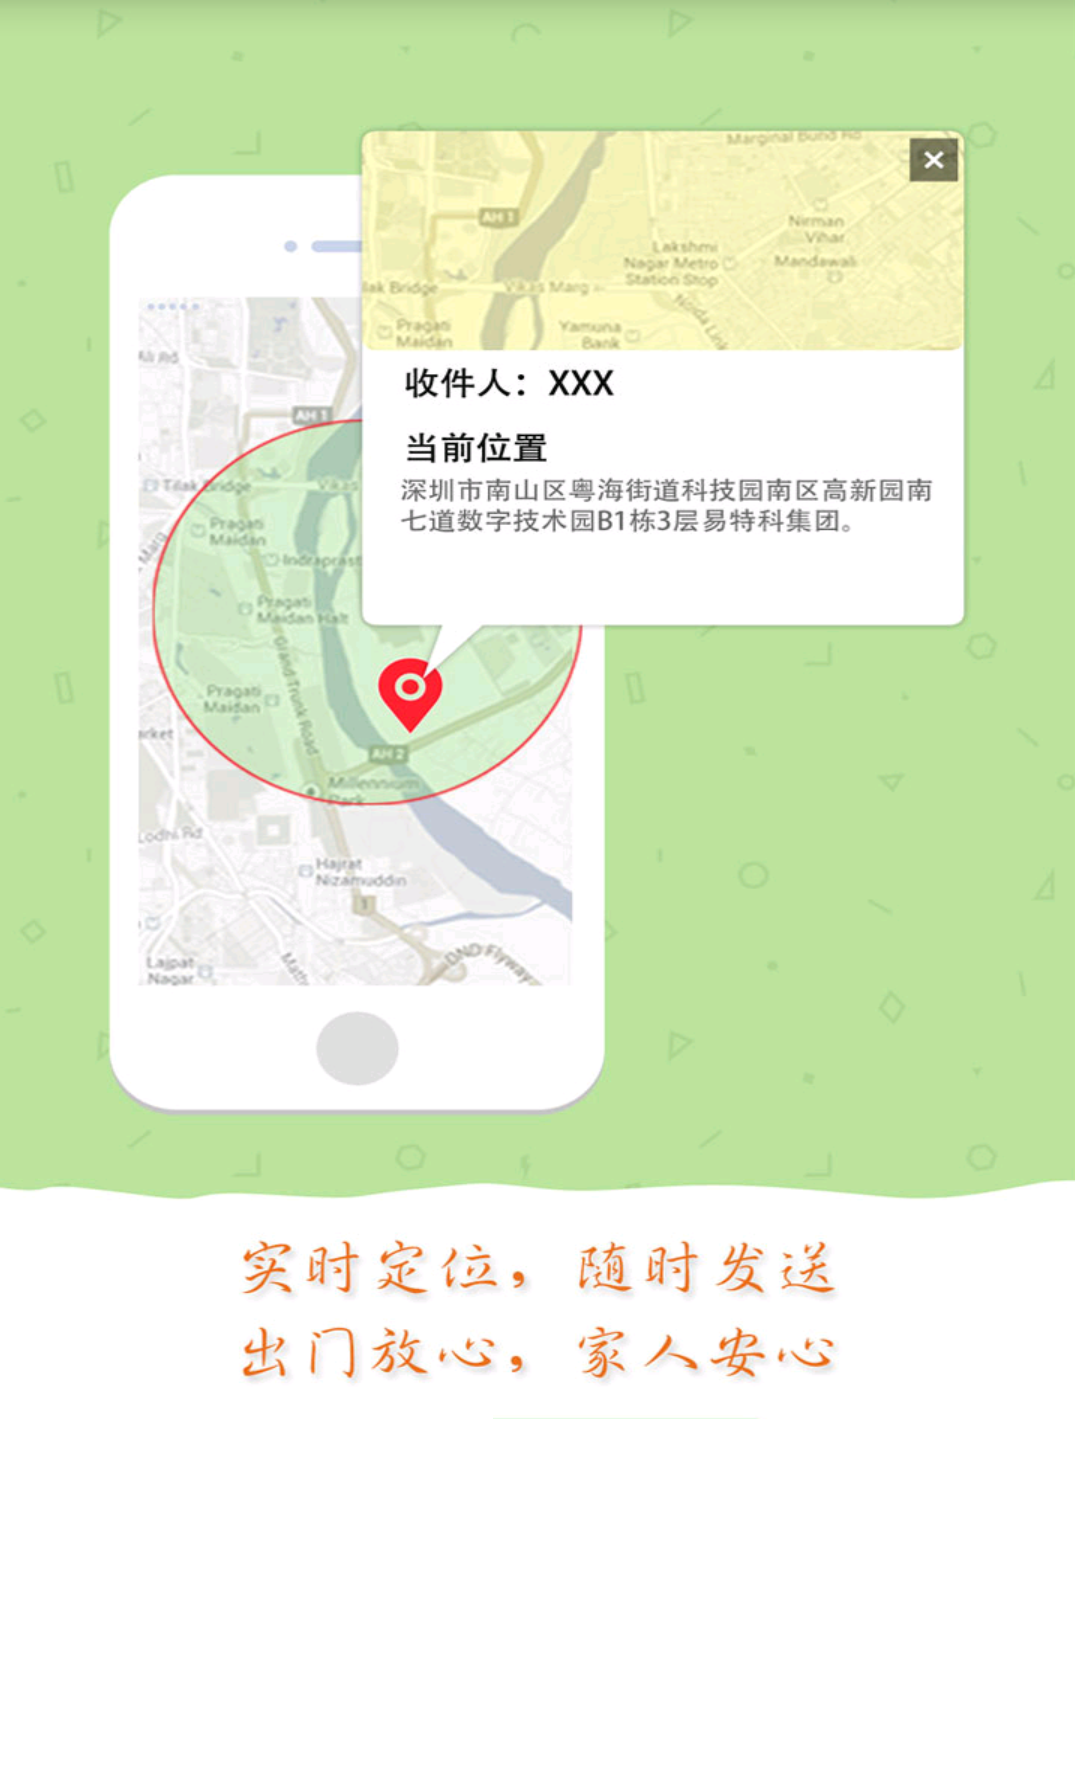 Marginal Bund Rd
AH 1
Nirman
Vihar
Lakshmi
Nagar Metro
Station Stop
Mandawali
lak Bridge
Vikas Marg
Noida Link
Pragati
Maidan
Yamuna
Bank
收件人：XXX
当前位置
深圳市南山区粤海街道科技园南区高新园南
七道数字技术园B1栋3层易特科集团。
Ali Rd
AH 1
Tilak Bridge
Vikas
Pragati
Maidan
Marg
Indraprast
Pragati
Maidan Halt
Grand Trunk Road
Pragati
Maidan
arket
AH 2
Millennium
Park
Lodhi Rd
Hajrat
Nizamuddin
1
Lajpat
Nagar
Math
DND Flyway
实时定位，随时发送
出门放心，家人安心